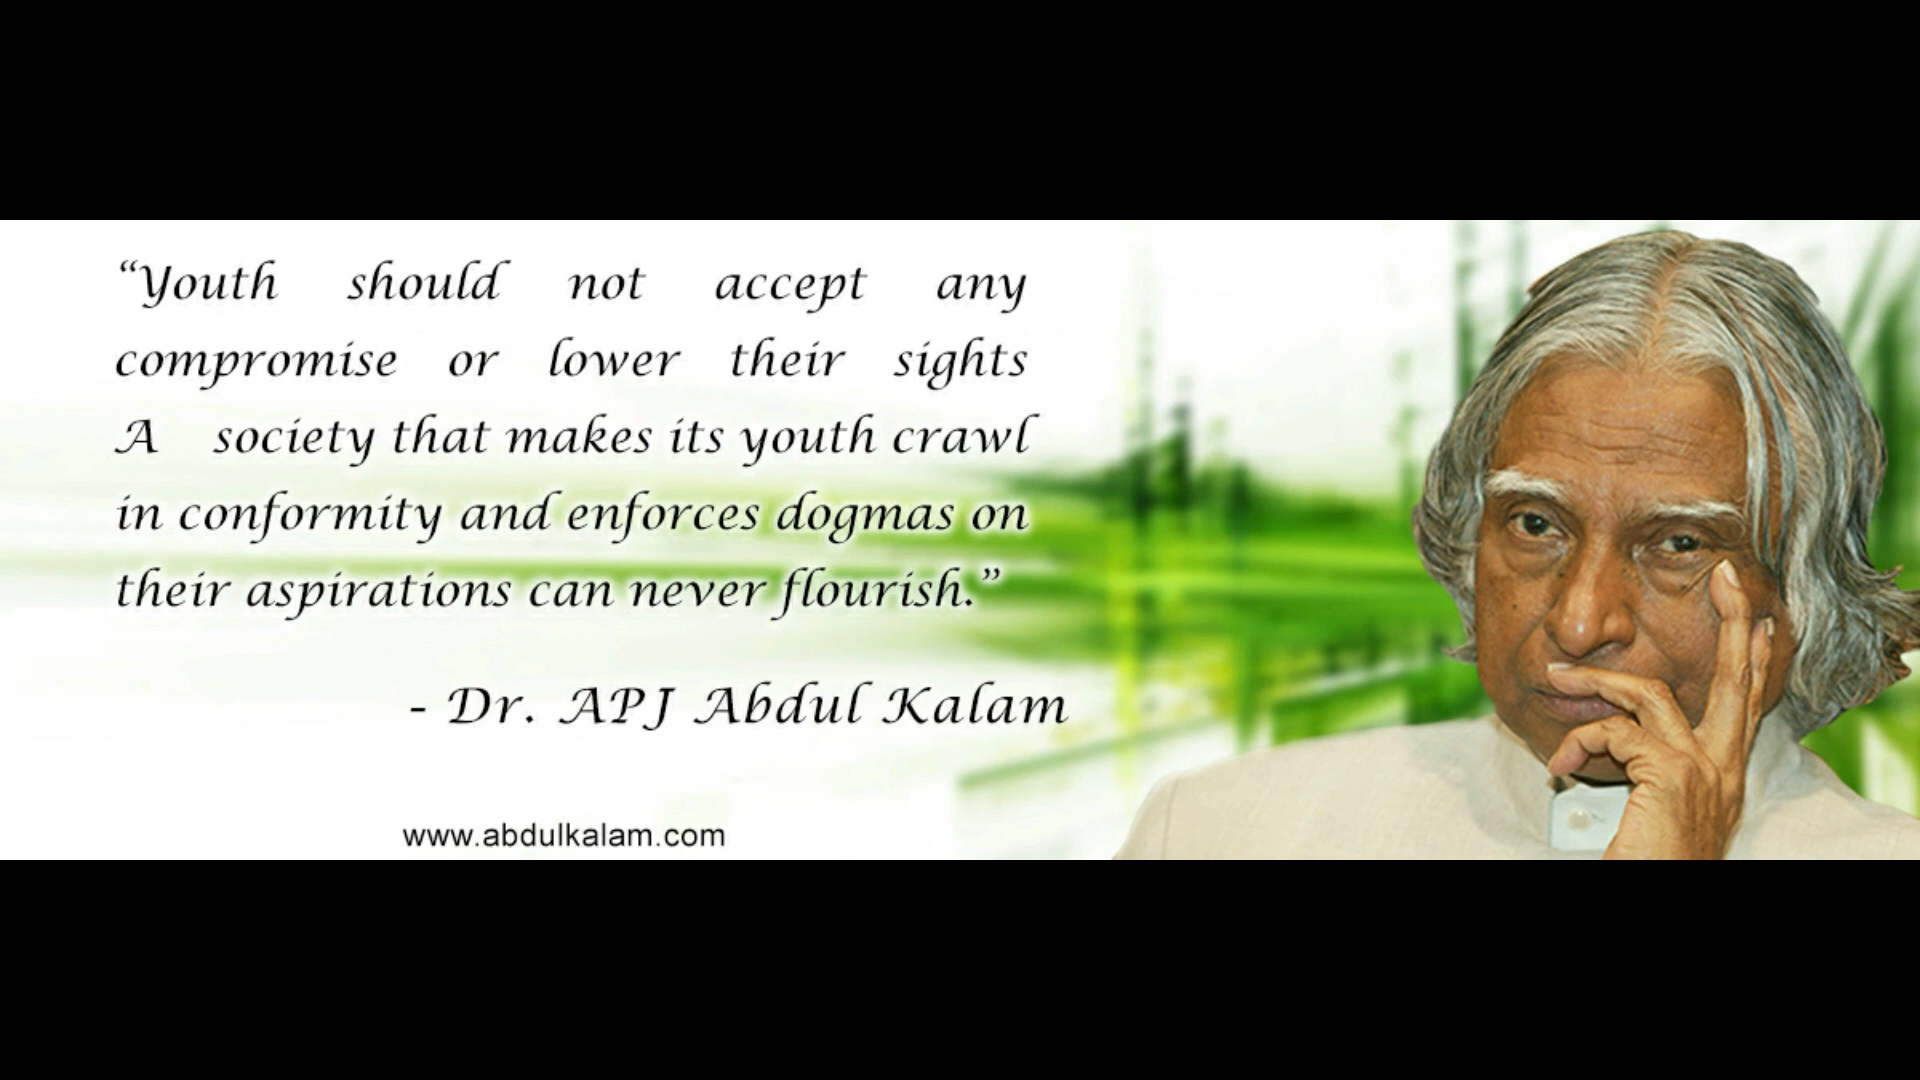 “Youth should not accept any
compromise or lower their sights
A society that makes its youth crawl
in conformity and enforces dogmas on
their aspirations can never flourish.”
- Dr. APJ Abdul Kalam
www.abdulkalam.com